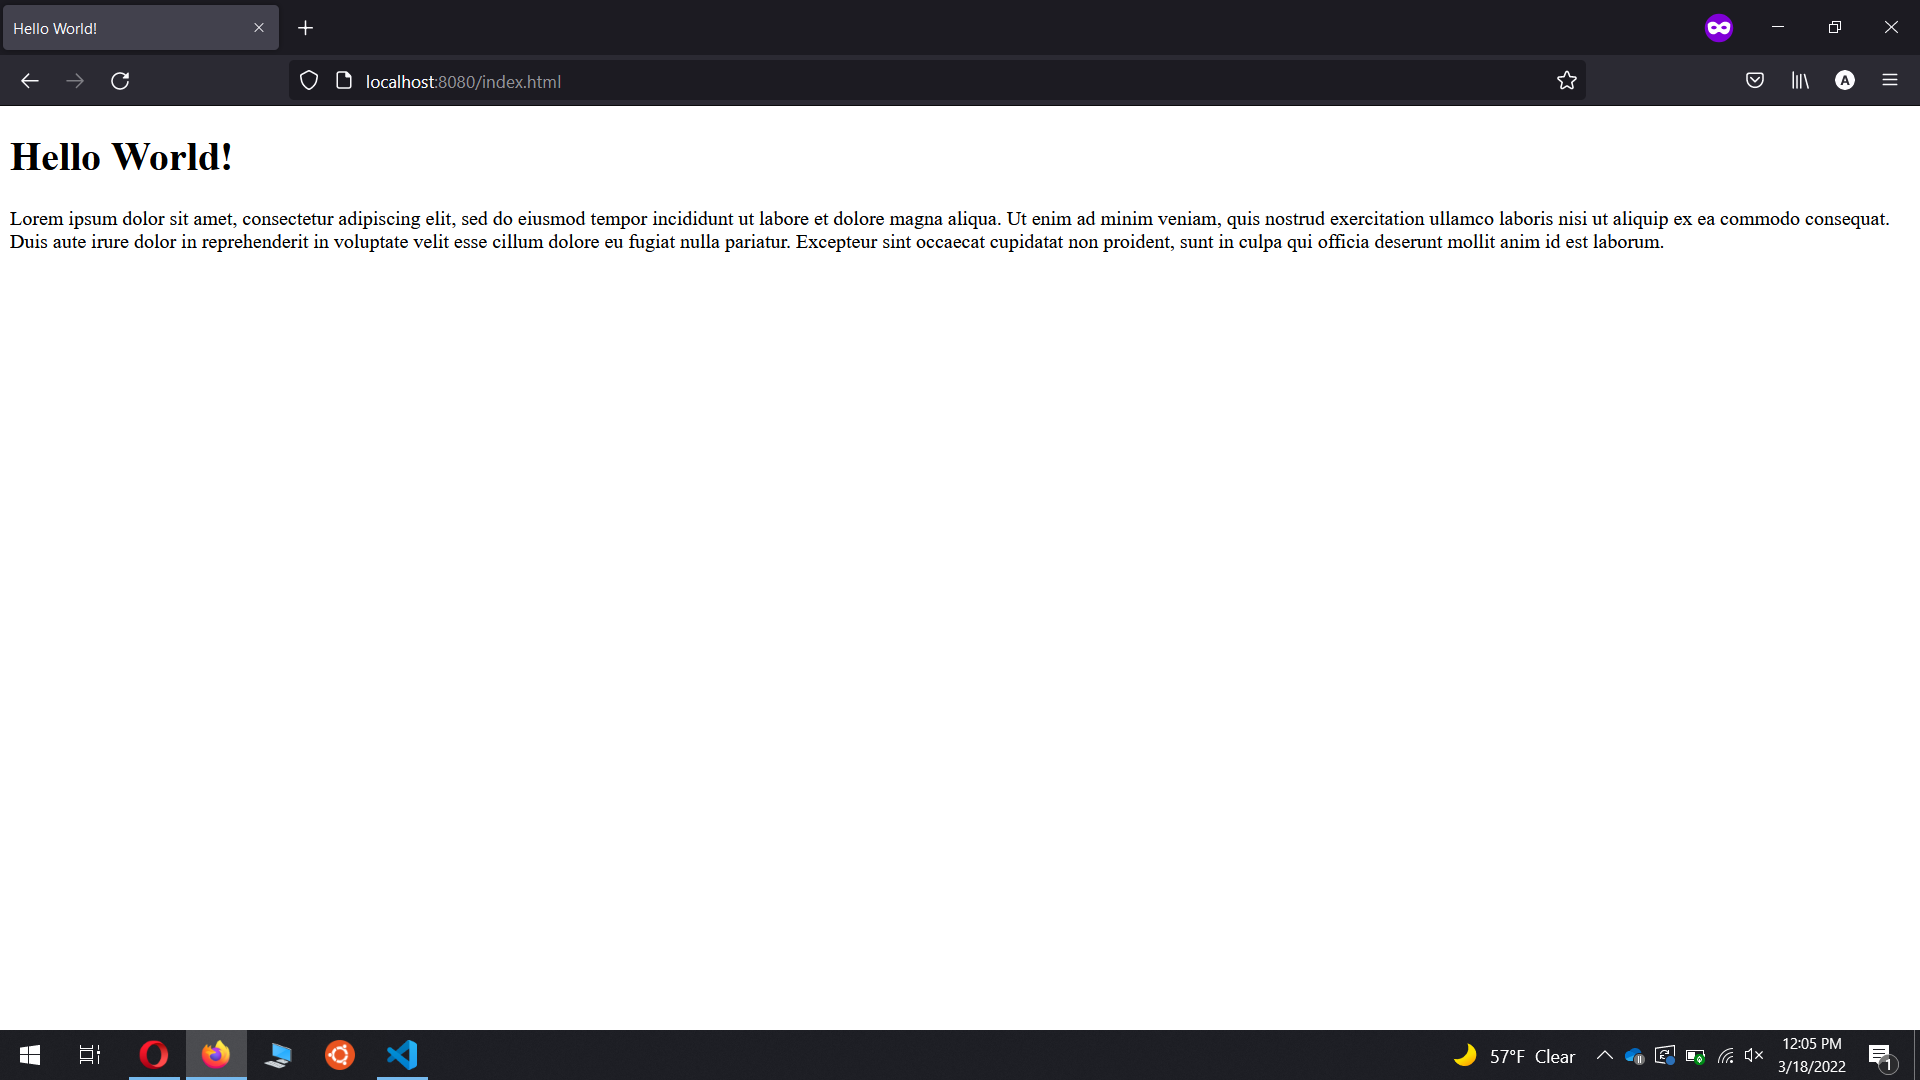 Hello World!
localhost:8080/index.html
A
Hello World!
Lorem ipsum dolor sit amet, consectetur adipiscing elit, sed do eiusmod tempor incididunt ut labore et dolore magna aliqua. Ut enim ad minim veniam, quis nostrud exercitation ullamco laboris nisi ut aliquip ex ea commodo consequat.
Duis aute irure dolor in reprehenderit in voluptate velit esse cillum dolore eu fugiat nulla pariatur. Excepteur sint occaecat cupidatat non proident, sunt in culpa qui officia deserunt mollit anim id est laborum.
57°F Clear
12:05 PM
3/18/2022
1